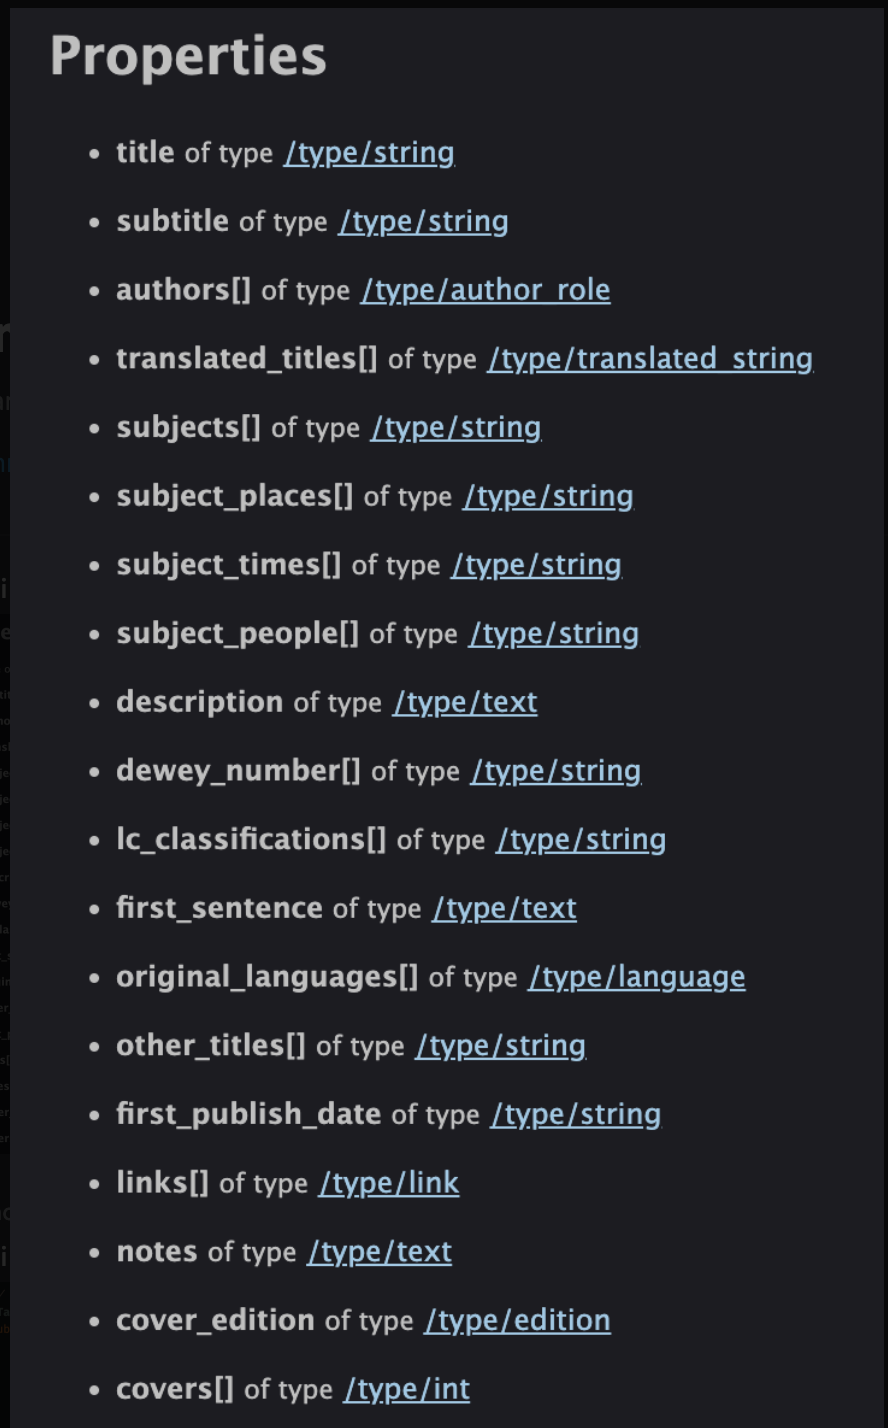 Properties
• title of type /type/string
• subtitle of type /type/string
• authors[] of type /type/author_role
• translated_titles[] of type /type/translated_string
• subjects[] of type /type/string
• subject_places[] of type /type/string
• subject_times[] of type /type/string
• subject_people[] of type /type/string
• description of type /type/text
• dewey_number[] of type /type/string
• lc_classifications[] of type /type/string
• first_sentence of type /type/text
• original_languages[] of type /type/language
• other_titles[] of type /type/string
• first_publish_date of type /type/string
• links[] of type /type/link
• notes of type /type/text
• cover_edition of type /type/edition
• covers[] of type /type/int